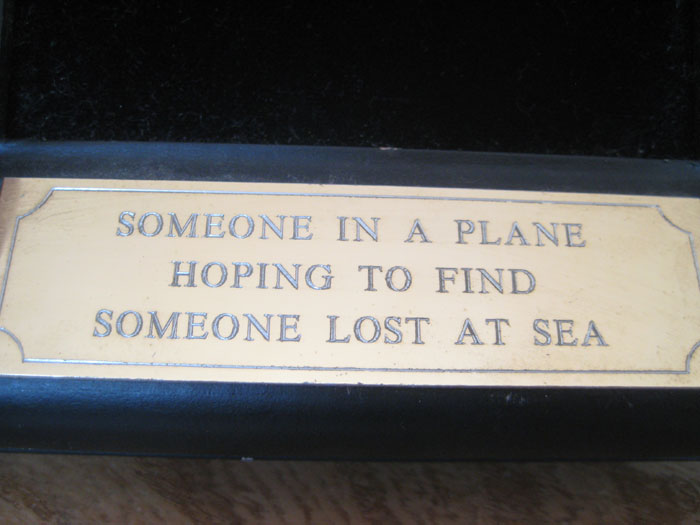 SOMEONE IN A PLANE
HOPING TO FIND
SOMEONE LOST AT SEA